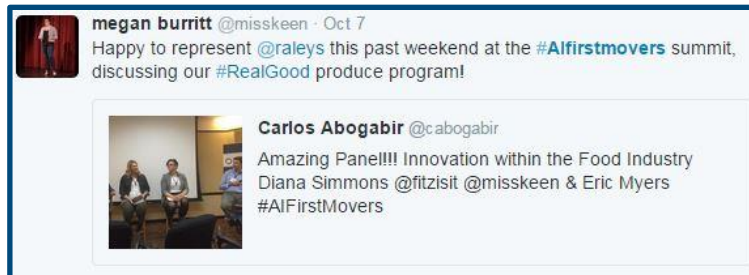 megan burritt @misskeen · Oct 7
Happy to represent @raleys this past weekend at the #AIfirstmovers summit,
discussing our #RealGood produce program!
Carlos Abogabir @cabogabir
Amazing Panel!!! Innovation within the Food Industry
Diana Simmons @fitzisit @misskeen & Eric Myers
#AIFirstMovers